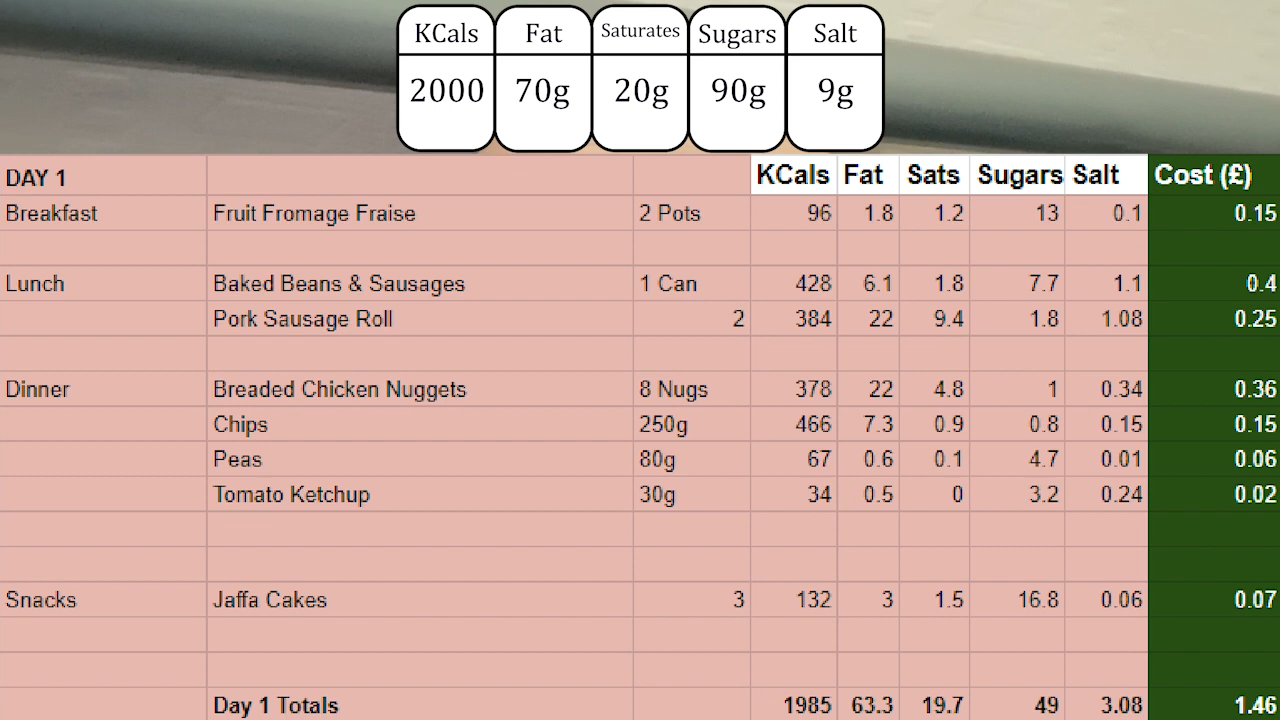 KCals Fat Saturates Sugars Salt
2000 70g 20g 90g 9g
DAY 1 KCals Fat Sats Sugars Salt Cost (£)
Breakfast Fruit Fromage Fraise 2 Pots 96 1.8 1.2 13 0.1 0.15
Lunch Baked Beans & Sausages 1 Can 428 6.1 1.8 7.7 1.1 0.4
Pork Sausage Roll 2 384 22 9.4 1.8 1.08 0.25
Dinner Breaded Chicken Nuggets 8 Nugs 378 22 4.8 1 0.34 0.36
Chips 250g 466 7.3 0.9 0.8 0.15 0.15
Peas 80g 67 0.6 0.1 4.7 0.01 0.06
Tomato Ketchup 30g 34 0.5 0 3.2 0.24 0.02
Snacks Jaffa Cakes 3 132 3 1.5 16.8 0.06 0.07
Day 1 Totals 1985 63.3 19.7 49 3.08 1.46